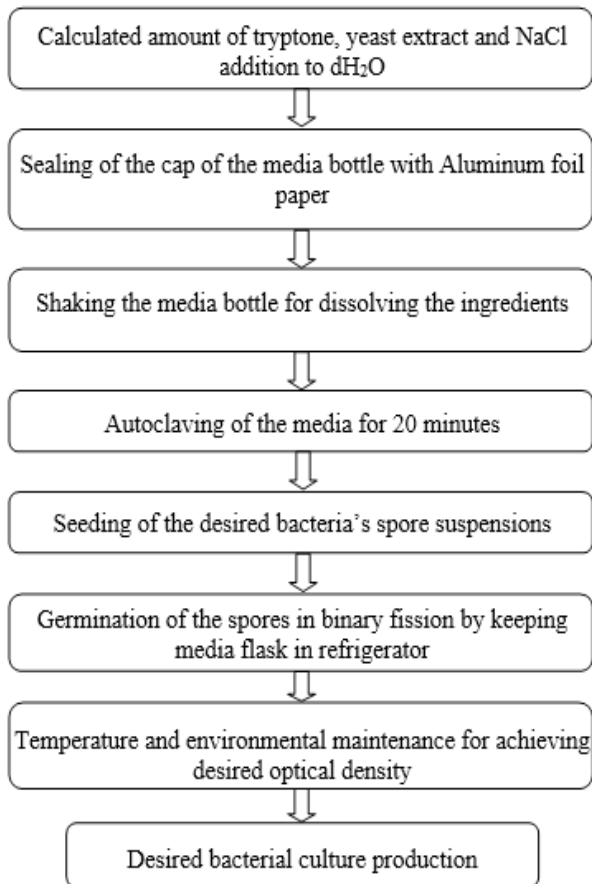 Calculated amount of tryptone, yeast extract and NaCl
addition to dH₂O
Sealing of the cap of the media bottle with Aluminum foil
paper
Shaking the media bottle for dissolving the ingredients
Autoclaving of the media for 20 minutes
Seeding of the desired bacteria’s spore suspensions
Germination of the spores in binary fission by keeping
media flask in refrigerator
Temperature and environmental maintenance for achieving
desired optical density
Desired bacterial culture production